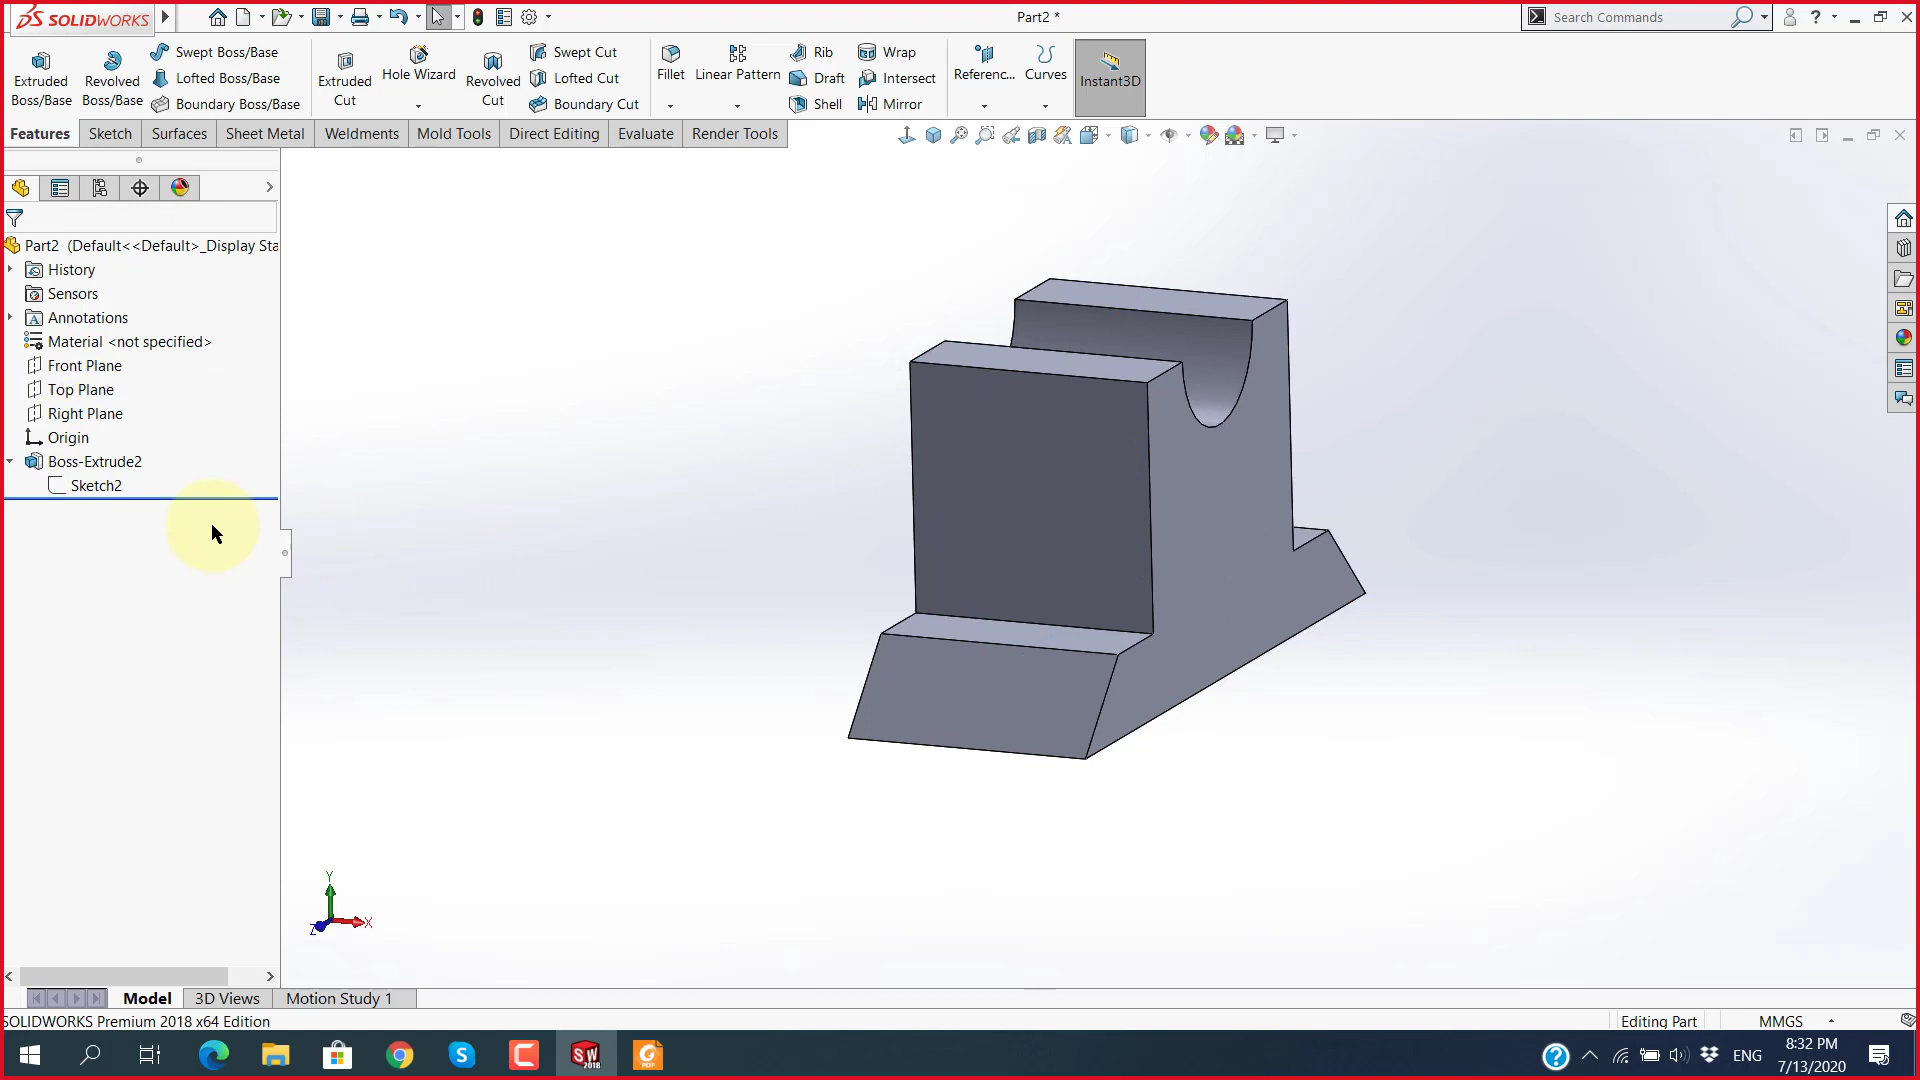 SOLIDWORKS
Part2 *
Search Commands
Extruded Boss/Base
Revolved Boss/Base
Swept Boss/Base
Lofted Boss/Base
Boundary Boss/Base
Extruded Cut
Hole Wizard
Revolved Cut
Swept Cut
Lofted Cut
Boundary Cut
Fillet
Linear Pattern
Rib
Draft
Shell
Wrap
Intersect
Mirror
Referenc...
Curves
Instant3D
Features
Sketch
Surfaces
Sheet Metal
Weldments
Mold Tools
Direct Editing
Evaluate
Render Tools
Part2 (Default<<Default>_Display Sta
History
Sensors
Annotations
Material <not specified>
Front Plane
Top Plane
Right Plane
Origin
Boss-Extrude2
Sketch2
Y
X
Z
Model
3D Views
Motion Study 1
SOLIDWORKS Premium 2018 x64 Edition
Editing Part
MMGS
SW
2018
PDF
ENG
8:32 PM
7/13/2020